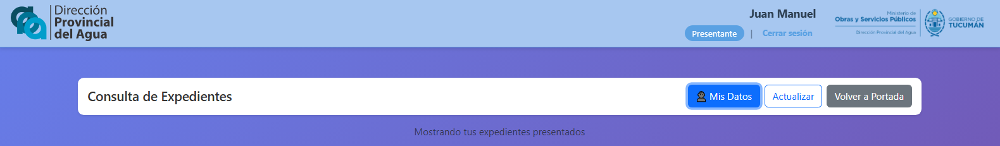 Dirección
Provincial
del Agua
Juan Manuel
Presentante | Cerrar sesión
Ministerio de
Obras y Servicios Públicos
Dirección Provincial del Agua
GOBIERNO DE
TUCUMÁN
Consulta de Expedientes
Mis Datos
Actualizar
Volver a Portada
Mostrando tus expedientes presentados